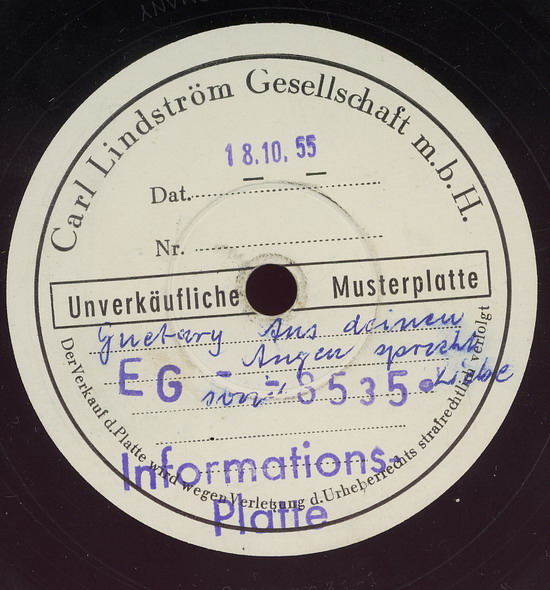 Carl Lindström Gesellschaft m.b.H.
18.10.55
Dat.
Nr.
Unverkäufliche Musterplatte
Guetary Aus deinen
Augen spricht
EG - - 8535 Liebe
Informations-
Platte
Der Verkauf d. Platte wird wegen Verletzung d. Urheberrechts strafrechtlich verfolgt